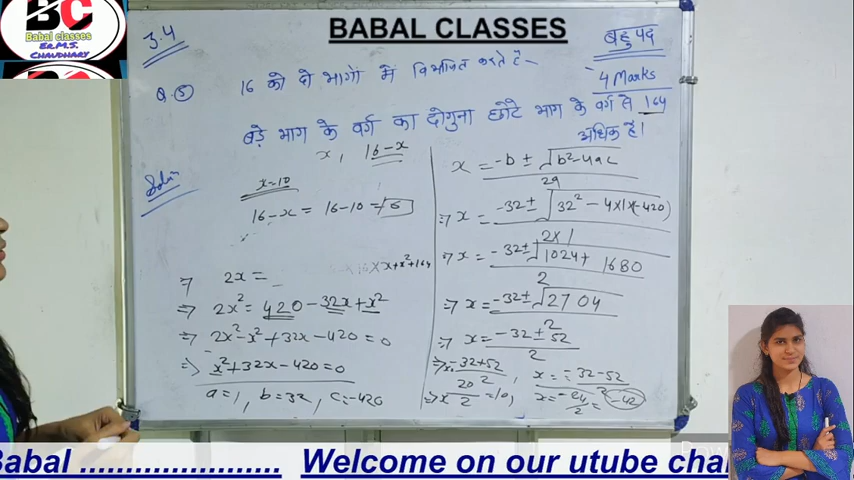 BC
Babal classes
ER.M.S.
CHAUDHARY
BABAL CLASSES
3.4
बहुपद
4 Marks
Q. 5 16 को दो भागों में विभाजित करते हैं -
बड़े भाग के वर्ग का दोगुना छोटे भाग के वर्ग से 164
अधिक है।
x, 16-x
Soln
x=10
16-x = 16-10 = 6
⇒ 2x =
x+x²+164
⇒ 2x² = 420 - 32x + x²
⇒ 2x² - x² + 32x - 420 = 0
⇒ x² + 32x - 420 = 0
a=1, b=32, c=-420
x = -b ± √b²-4ac
2a
⇒ x = -32 ± √32² - 4×1×(-420)
2×1
⇒ x = -32 ± √1024 + 1680
2
⇒ x = -32 ± √2704
2
⇒ x = -32 ± 52
2
⇒ x = -32+52
2
, x = -32-52
2
⇒ x 20
2
= 10,
x = -84
2
= -42
Babal ...................... Welcome on our utube cha